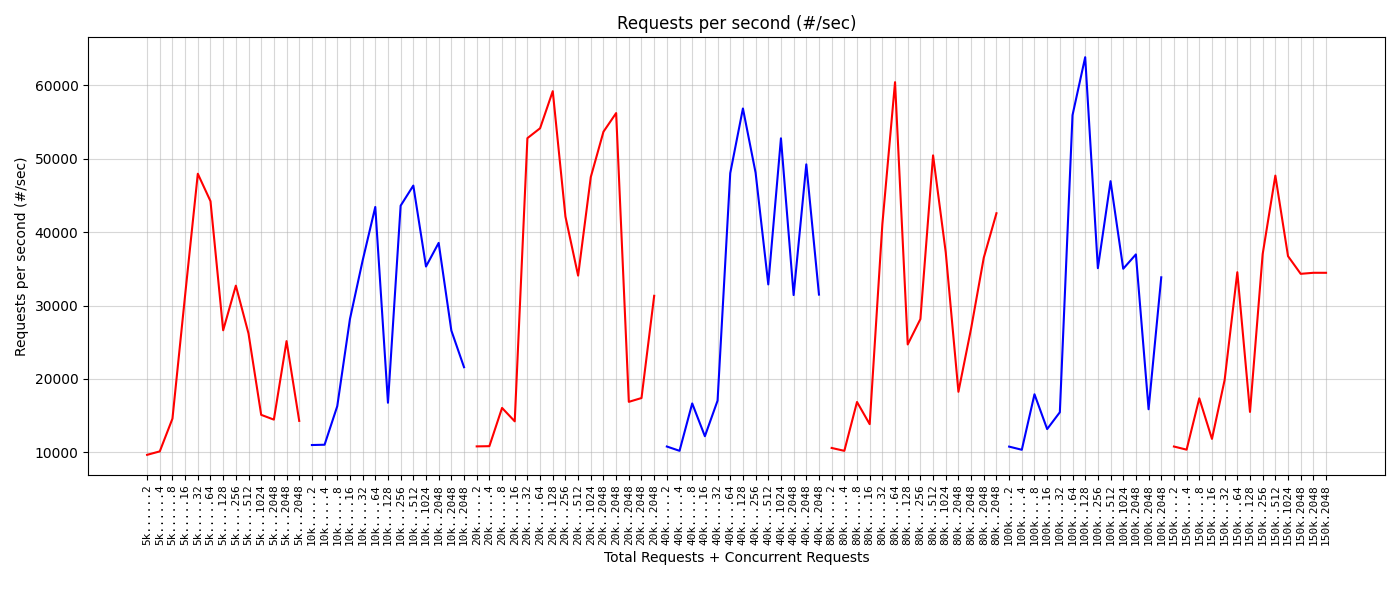 Requests per second (#/sec)
Requests per second (#/sec)
60000
50000
40000
30000
20000
10000
5k......2
5k......4
5k......8
5k.....16
5k.....32
5k.....64
5k....128
5k....256
5k....512
5k...1024
5k...2048
5k...2048
5k...2048
10k.....2
10k.....4
10k.....8
10k....16
10k....32
10k....64
10k...128
10k...256
10k...512
10k..1024
10k..2048
10k..2048
10k..2048
20k.....2
20k.....4
20k.....8
20k....16
20k....32
20k....64
20k...128
20k...256
20k...512
20k..1024
20k..2048
20k..2048
20k..2048
20k..2048
20k..2048
40k.....2
40k.....4
40k.....8
40k....16
40k....32
40k....64
40k...128
40k...256
40k...512
40k..1024
40k..2048
40k..2048
40k..2048
80k.....2
80k.....4
80k.....8
80k....16
80k....32
80k....64
80k...128
80k...256
80k...512
80k..1024
80k..2048
80k..2048
80k..2048
80k..2048
100k....2
100k....4
100k....8
100k...16
100k...32
100k...64
100k..128
100k..256
100k..512
100k.1024
100k.2048
100k.2048
100k.2048
150k....2
150k....4
150k....8
150k...16
150k...32
150k...64
150k..128
150k..256
150k..512
150k.1024
150k.2048
150k.2048
150k.2048
Total Requests + Concurrent Requests